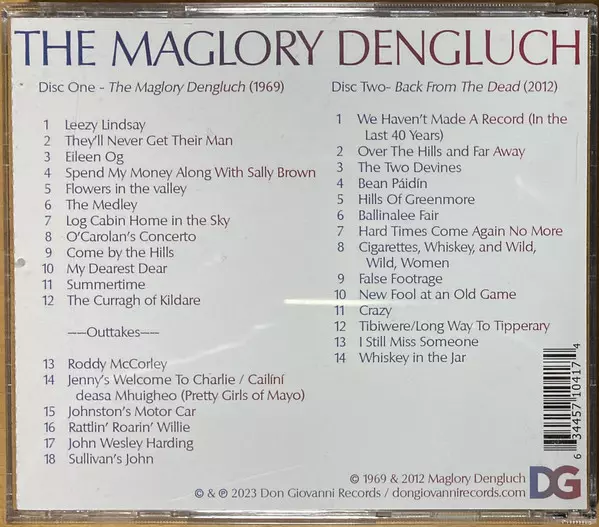 THE MAGLORY DENGLUCH
Disc One - The Maglory Dengluch (1969)
1 Leezy Lindsay
2 They'll Never Get Their Man
3 Eileen Og
4 Spend My Money Along With Sally Brown
5 Flowers in the valley
6 The Medley
7 Log Cabin Home in the Sky
8 O'Carolan's Concerto
9 Come by the Hills
10 My Dearest Dear
11 Summertime
12 The Curragh of Kildare
——Outtakes——
13 Roddy McCorley
14 Jenny's Welcome To Charlie / Cailíní
deasa Mhuigheo (Pretty Girls of Mayo)
15 Johnston's Motor Car
16 Rattlin' Roarin' Willie
17 John Wesley Harding
18 Sullivan's John
Disc Two- Back From The Dead (2012)
1 We Haven't Made A Record (In the
Last 40 Years)
2 Over The Hills and Far Away
3 The Two Devines
4 Bean Páidín
5 Hills Of Greenmore
6 Ballinalee Fair
7 Hard Times Come Again No More
8 Cigarettes, Whiskey, and Wild,
Wild, Women
9 False Footrage
10 New Fool at an Old Game
11 Crazy
12 Tibiwere/Long Way To Tipperary
13 I Still Miss Someone
14 Whiskey in the Jar
6 34457 10417 4
© 1969 & 2012 Maglory Dengluch
© & ℗ 2023 Don Giovanni Records / dongiovannirecords.com
DG